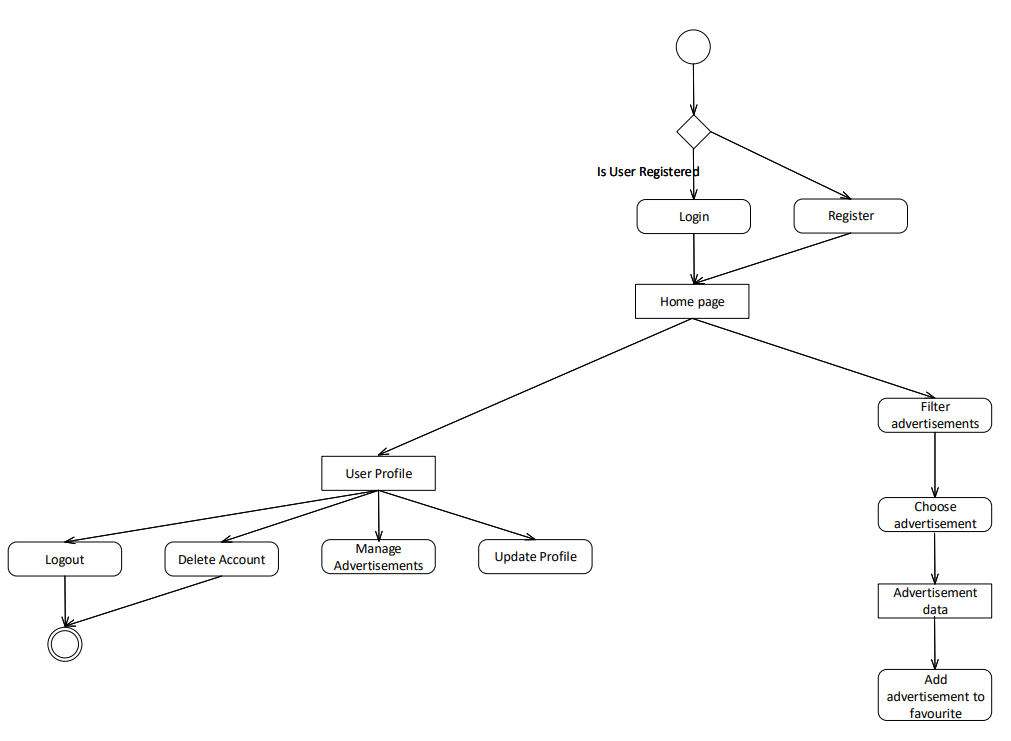 Is User Registered
Login
Register
Home page
Filter
advertisements
User Profile
Choose
advertisement
Logout
Delete Account
Manage
Advertisements
Update Profile
Advertisement
data
Add
advertisement to
favourite